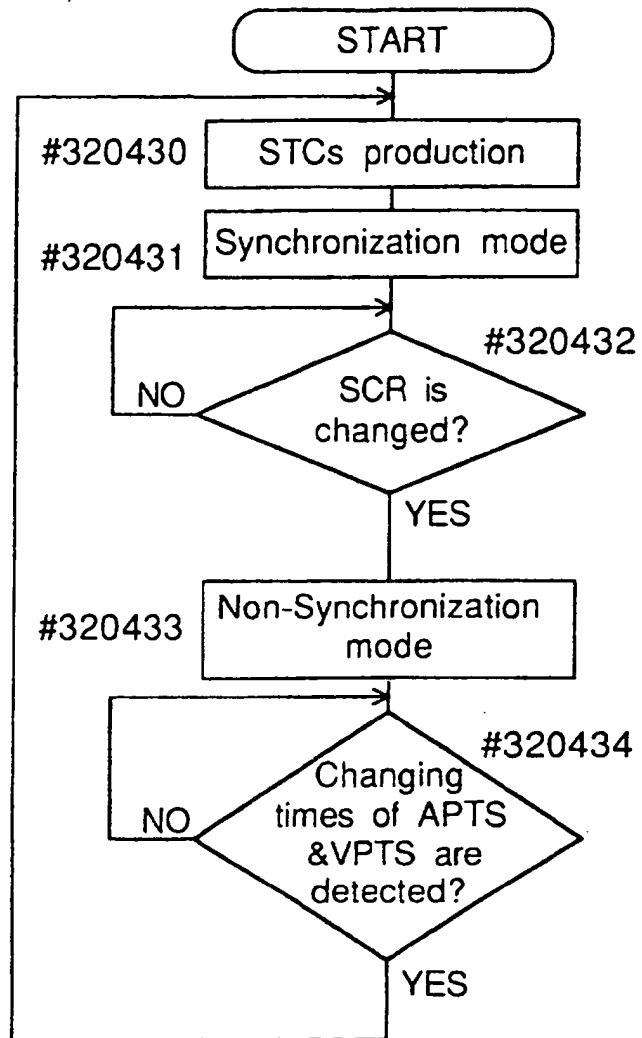 START
#320430
STCs production
#320431
Synchronization mode
#320432
SCR is
changed?
NO
YES
#320433
Non-Synchronization
mode
#320434
Changing
times of APTS
&VPTS are
detected?
NO
YES